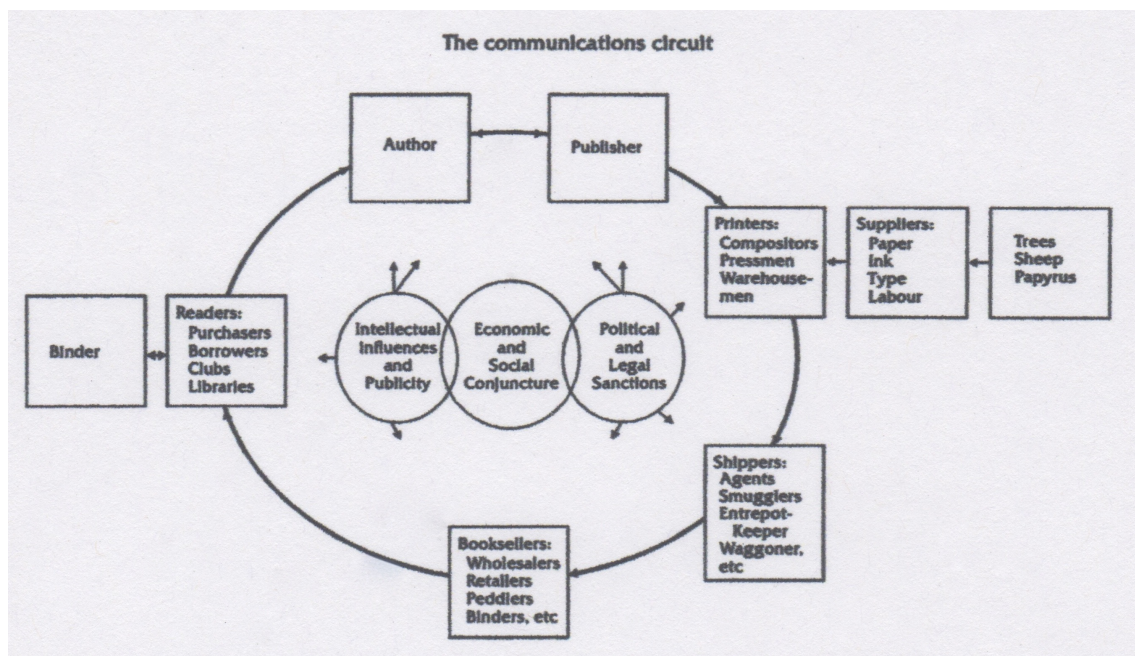 The communications circuit
Author
Publisher
Printers:
Compositors
Pressmen
Warehouse-
men
Suppliers:
Paper
Ink
Type
Labour
Trees
Sheep
Papyrus
Binder
Readers:
Purchasers
Borrowers
Clubs
Libraries
Intellectual
Influences
and
Publicity
Economic
and
Social
Conjuncture
Political
and
Legal
Sanctions
Shippers:
Agents
Smugglers
Entrepot-
Keeper
Waggoner,
etc
Booksellers:
Wholesalers
Retailers
Peddlers
Binders, etc